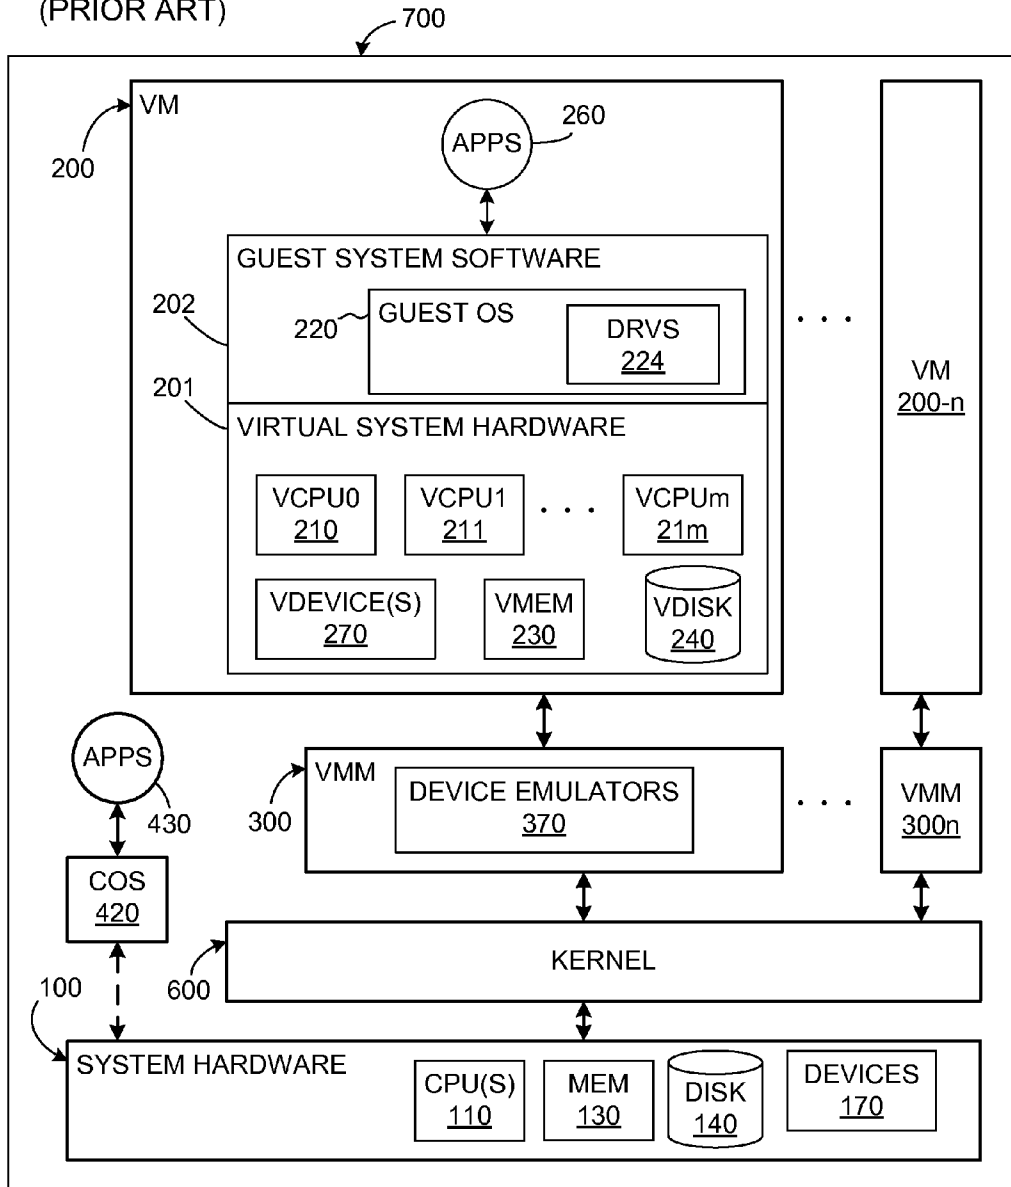 (PRIOR ART)
700
VM
200
APPS
260
GUEST SYSTEM SOFTWARE
202
220
GUEST OS
DRVS
224
. . .
VM
200-n
201
VIRTUAL SYSTEM HARDWARE
VCPU0
210
VCPU1
211
. . .
VCPUm
21m
VDEVICE(S)
270
VMEM
230
VDISK
240
APPS
430
300
VMM
DEVICE EMULATORS
370
. . .
VMM
300n
COS
420
600
KERNEL
100
SYSTEM HARDWARE
CPU(S)
110
MEM
130
DISK
140
DEVICES
170